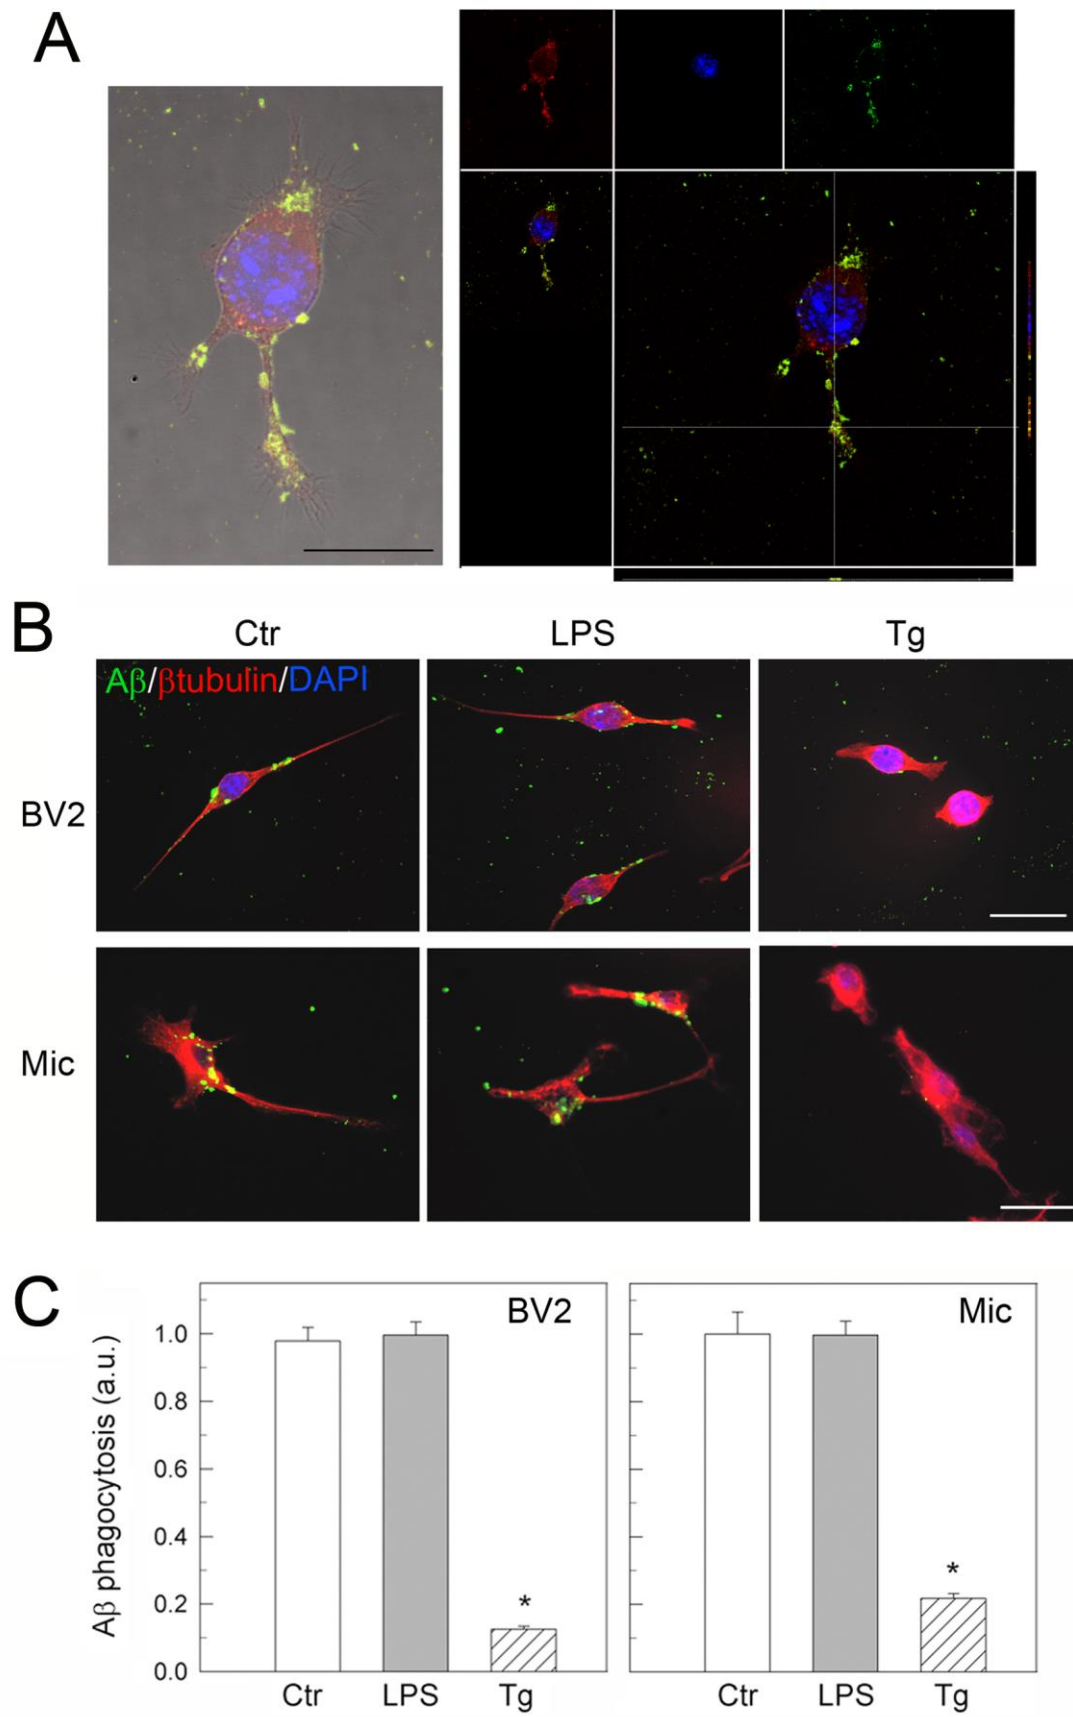 A
B
Ctr LPS Tg
Aβ/βtubulin/DAPI
BV2
Mic
C
BV2 Mic
Aβ phagocytosis (a.u.)
1.0
0.8
0.6
0.4
0.2
0.0
*
*
Ctr LPS Tg Ctr LPS Tg